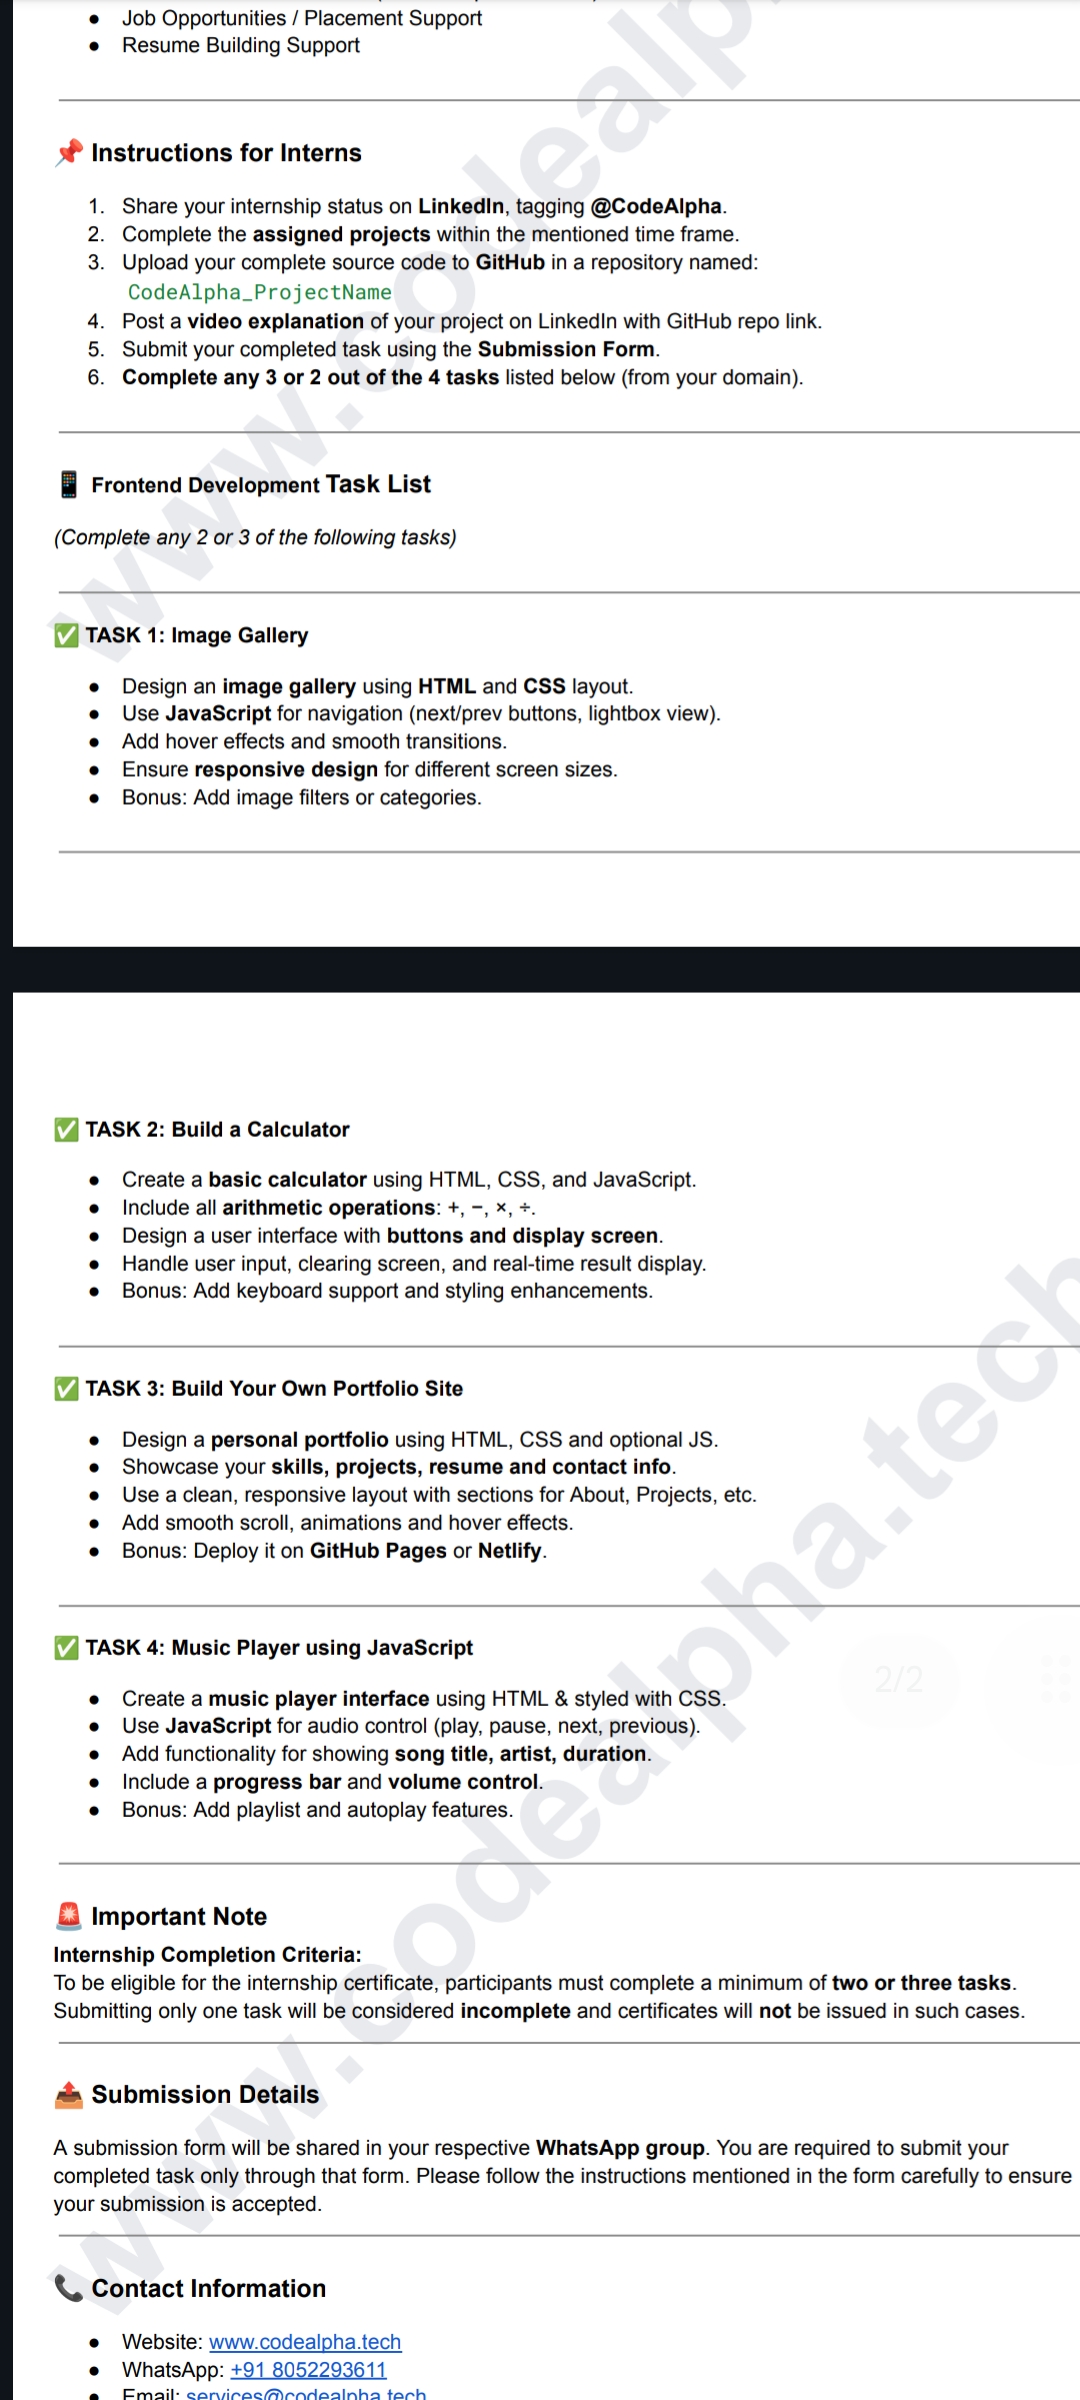 ● Job Opportunities / Placement Support
● Resume Building Support
📌 Instructions for Interns
1. Share your internship status on LinkedIn, tagging @CodeAlpha.
2. Complete the assigned projects within the mentioned time frame.
3. Upload your complete source code to GitHub in a repository named:
CodeAlpha_ProjectName
4. Post a video explanation of your project on LinkedIn with GitHub repo link.
5. Submit your completed task using the Submission Form.
6. Complete any 3 or 2 out of the 4 tasks listed below (from your domain).
📱 Frontend Development Task List
(Complete any 2 or 3 of the following tasks)
✅ TASK 1: Image Gallery
● Design an image gallery using HTML and CSS layout.
● Use JavaScript for navigation (next/prev buttons, lightbox view).
● Add hover effects and smooth transitions.
● Ensure responsive design for different screen sizes.
● Bonus: Add image filters or categories.
www.codealp
✅ TASK 2: Build a Calculator
● Create a basic calculator using HTML, CSS, and JavaScript.
● Include all arithmetic operations: +, −, ×, ÷.
● Design a user interface with buttons and display screen.
● Handle user input, clearing screen, and real-time result display.
● Bonus: Add keyboard support and styling enhancements.
✅ TASK 3: Build Your Own Portfolio Site
● Design a personal portfolio using HTML, CSS and optional JS.
● Showcase your skills, projects, resume and contact info.
● Use a clean, responsive layout with sections for About, Projects, etc.
● Add smooth scroll, animations and hover effects.
● Bonus: Deploy it on GitHub Pages or Netlify.
✅ TASK 4: Music Player using JavaScript
2/2
● Create a music player interface using HTML & styled with CSS.
● Use JavaScript for audio control (play, pause, next, previous).
● Add functionality for showing song title, artist, duration.
● Include a progress bar and volume control.
● Bonus: Add playlist and autoplay features.
🚨 Important Note
Internship Completion Criteria:
To be eligible for the internship certificate, participants must complete a minimum of two or three tasks.
Submitting only one task will be considered incomplete and certificates will not be issued in such cases.
📤 Submission Details
A submission form will be shared in your respective WhatsApp group. You are required to submit your
completed task only through that form. Please follow the instructions mentioned in the form carefully to ensure
your submission is accepted.
📞 Contact Information
● Website: www.codealpha.tech
● WhatsApp: +91 8052293611
● Email: services@codealpha.tech
www.codealpha.tech